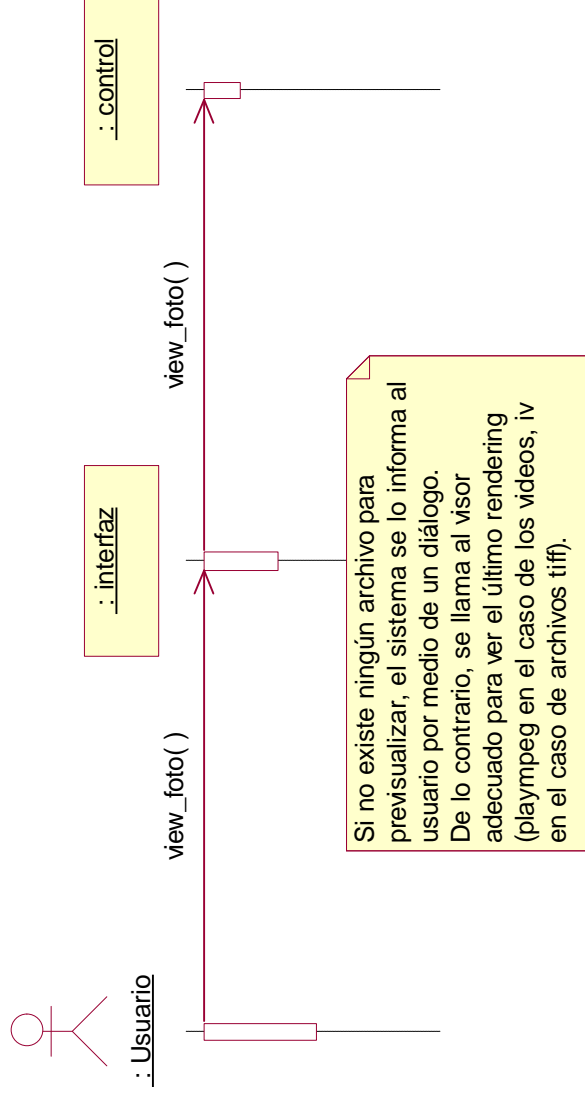 : Usuario
: interfaz
: control
view_foto( )
view_foto( )
Si no existe ningún archivo para
previsualizar, el sistema se lo informa al
usuario por medio de un diálogo.
De lo contrario, se llama al visor
adecuado para ver el último rendering
(plaympeg en el caso de los videos, iv
en el caso de archivos tiff).